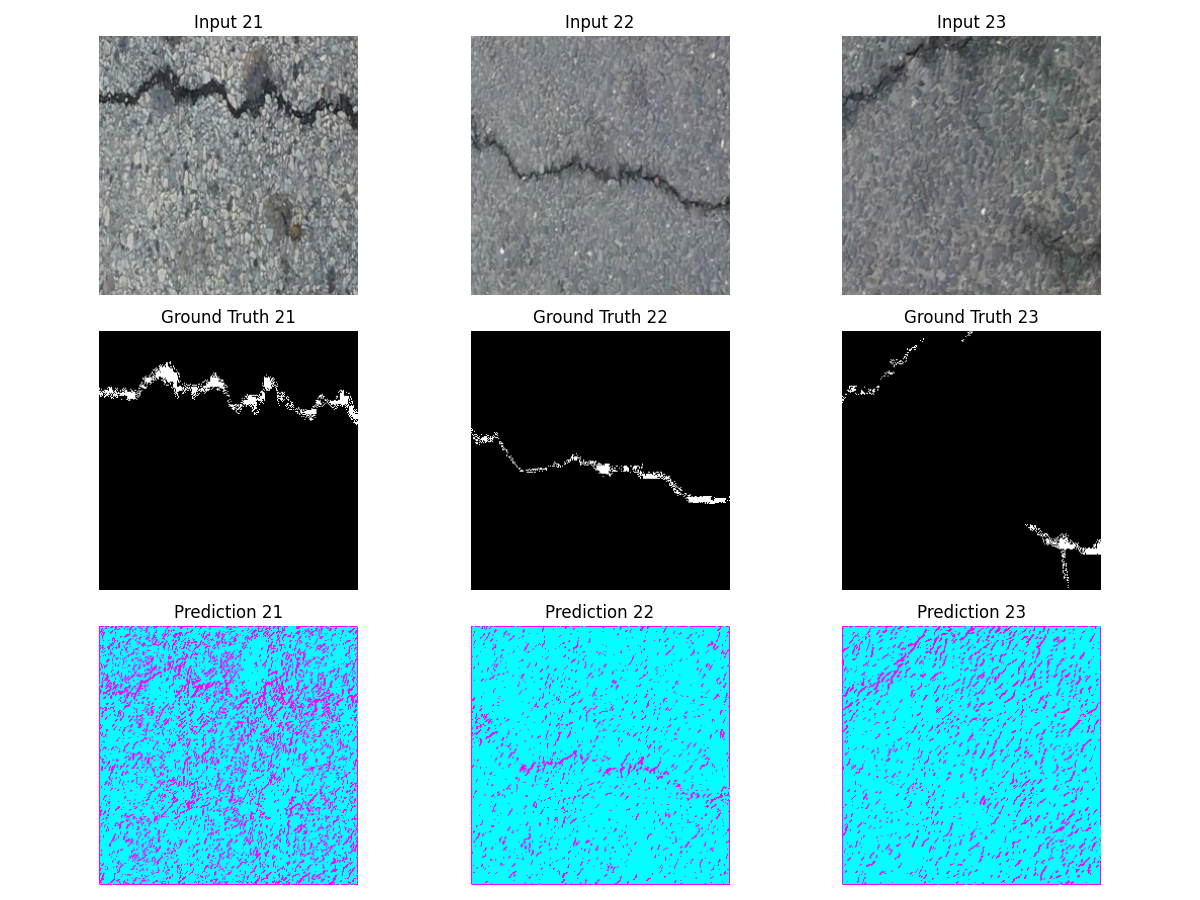 Input 21
Input 22
Input 23
Ground Truth 21
Ground Truth 22
Ground Truth 23
Prediction 21
Prediction 22
Prediction 23